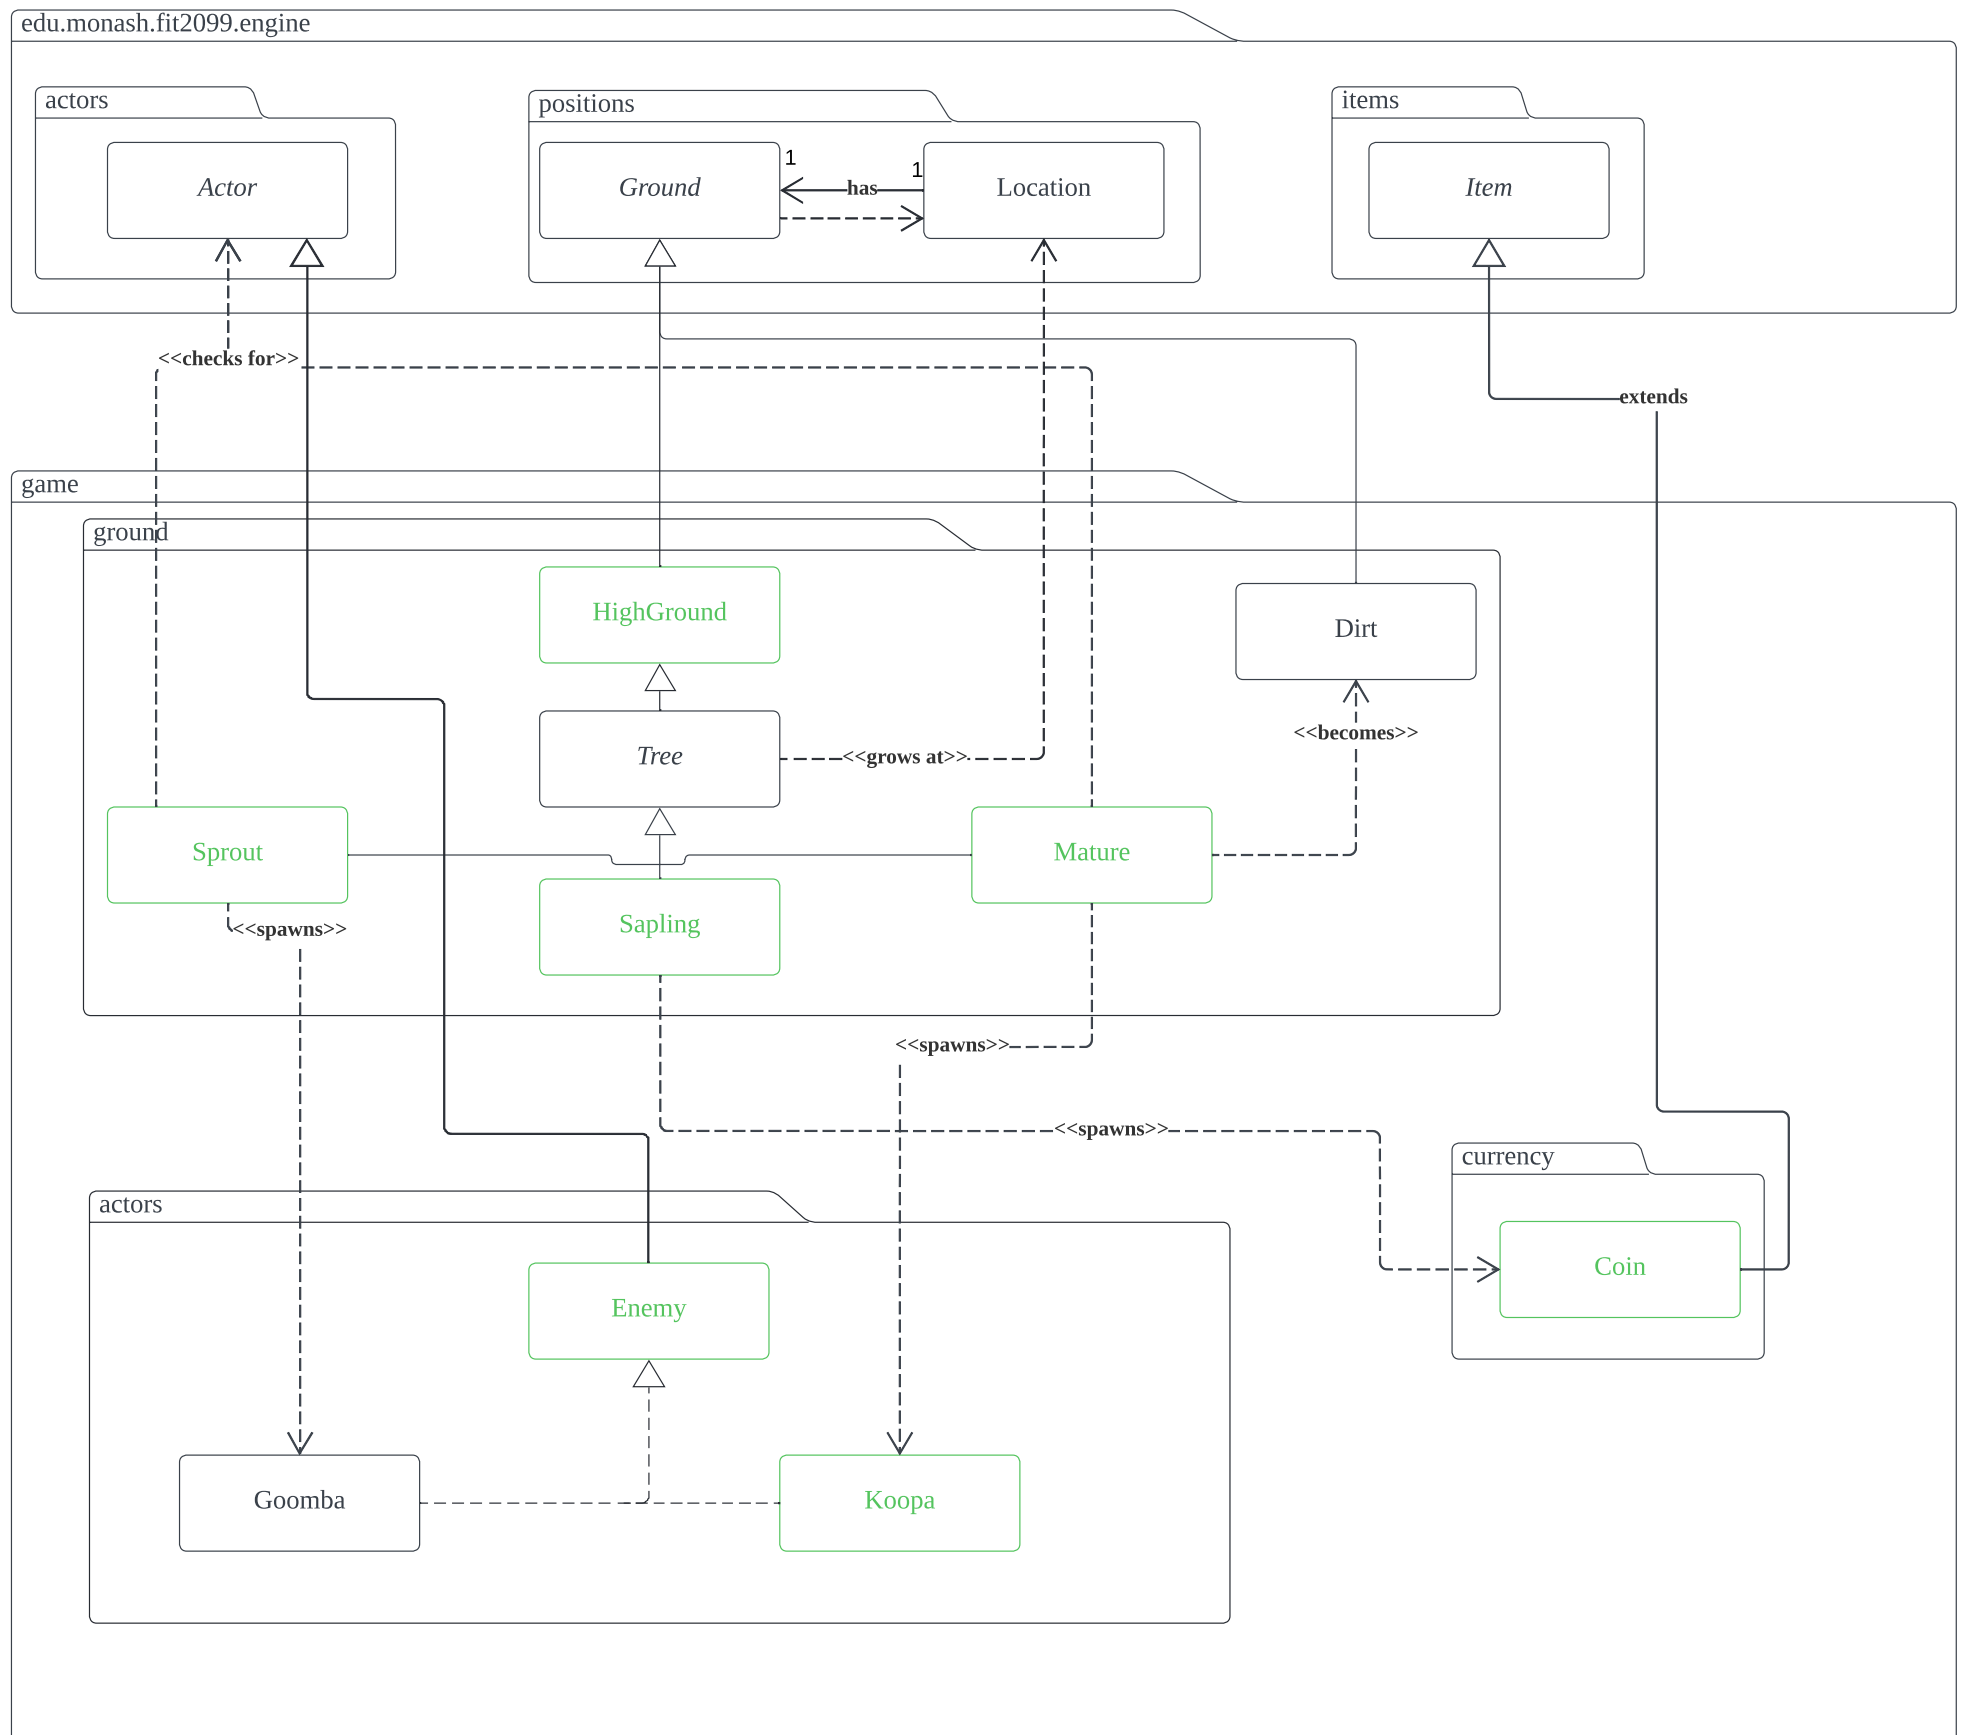 edu.monash.fit2099.engine
actors
positions
items
Actor
Ground
1
has
1
Location
Item
<<checks for>>
extends
game
ground
HighGround
Dirt
<<becomes>>
Tree
<<grows at>>
Sprout
Mature
Sapling
<<spawns>>
<<spawns>>
<<spawns>>
currency
actors
Coin
Enemy
Goomba
Koopa